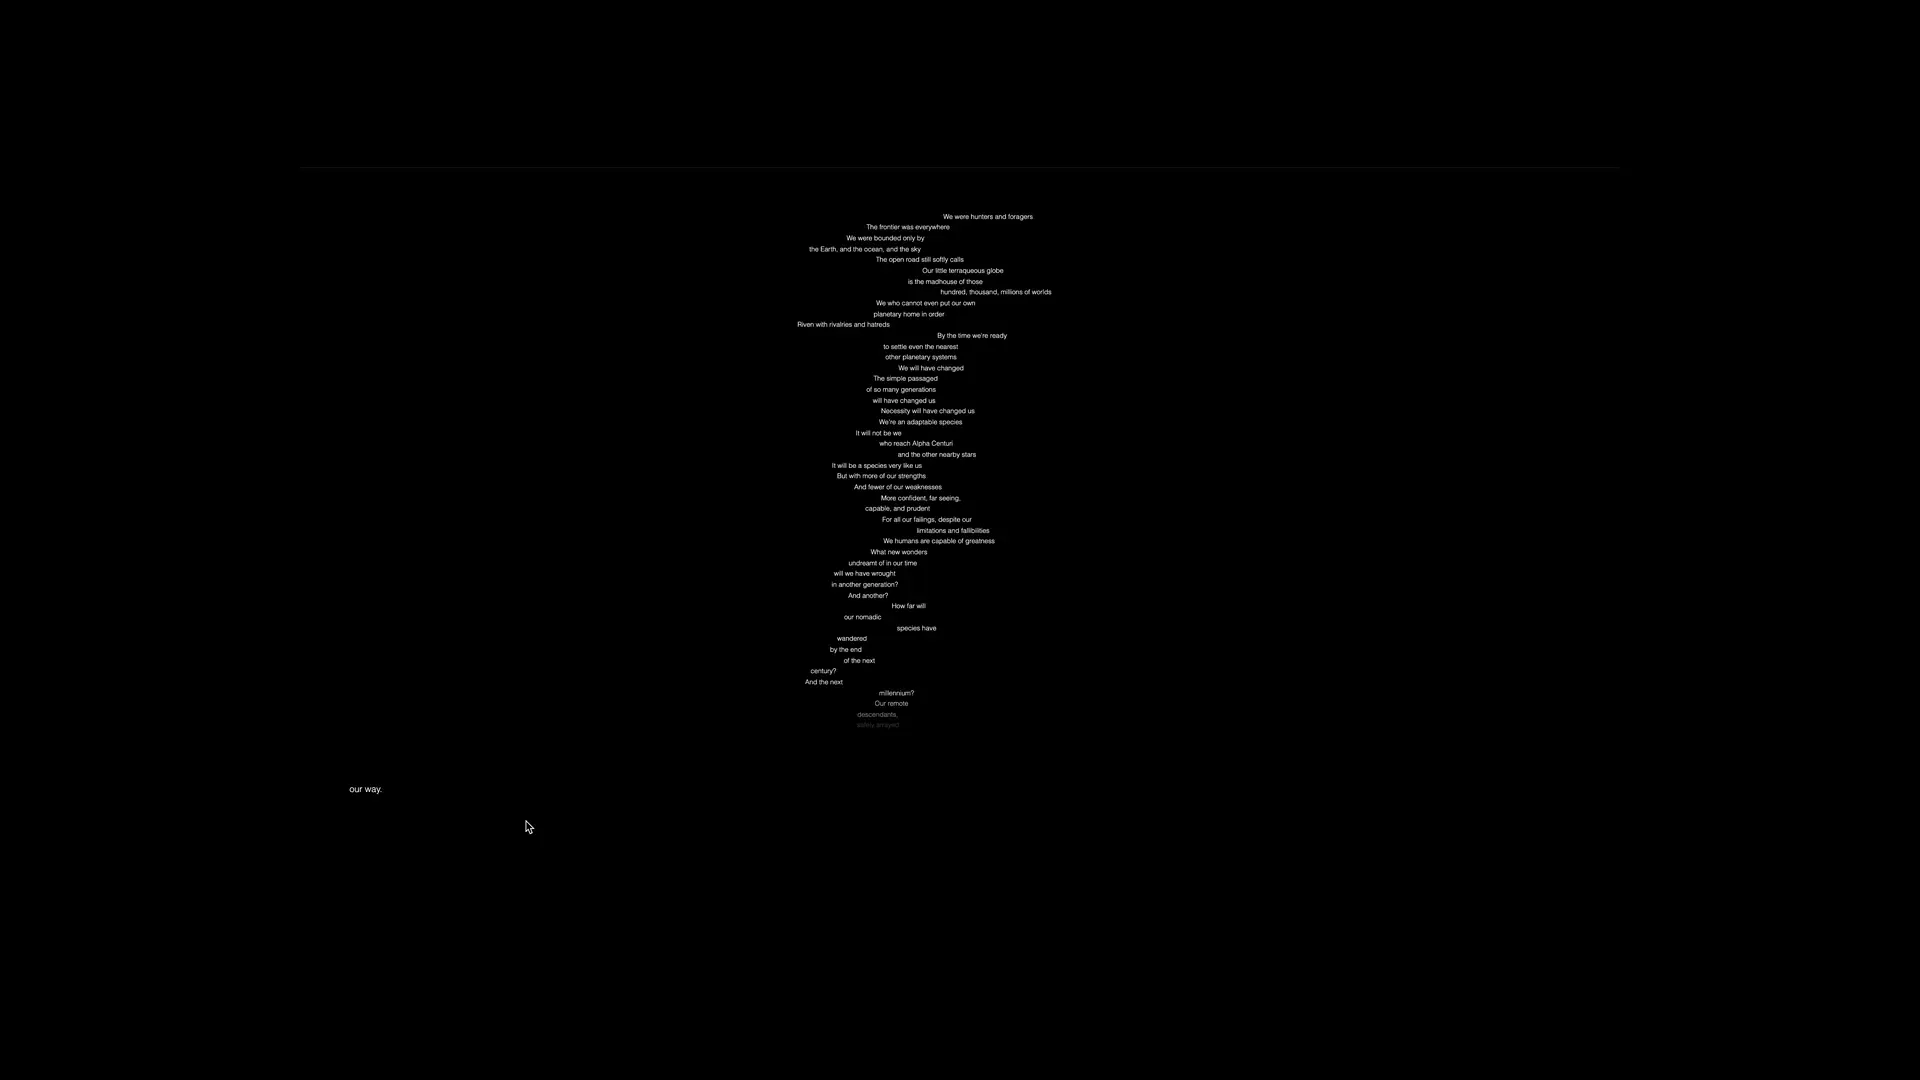 We were hunters and foragers
The frontier was everywhere
We were bounded only by
the Earth, and the ocean, and the sky
The open road still softly calls
Our little terraqueous globe
is the madhouse of those
hundred, thousand, millions of worlds
We who cannot even put our own
planetary home in order
Riven with rivalries and hatreds
By the time we're ready
to settle even the nearest
other planetary systems
We will have changed
The simple passaged
of so many generations
will have changed us
Necessity will have changed us
We're an adaptable species
It will not be we
who reach Alpha Centuri
and the other nearby stars
It will be a species very like us
But with more of our strengths
And fewer of our weaknesses
More confident, far seeing,
capable, and prudent
For all our failings, despite our
limitations and fallibilities
We humans are capable of greatness
What new wonders
undreamt of in our time
will we have wrought
in another generation?
And another?
How far will
our nomadic
species have
wandered
by the end
of the next
century?
And the next
millennium?
Our remote
descendants,
safely arrayed
our way.